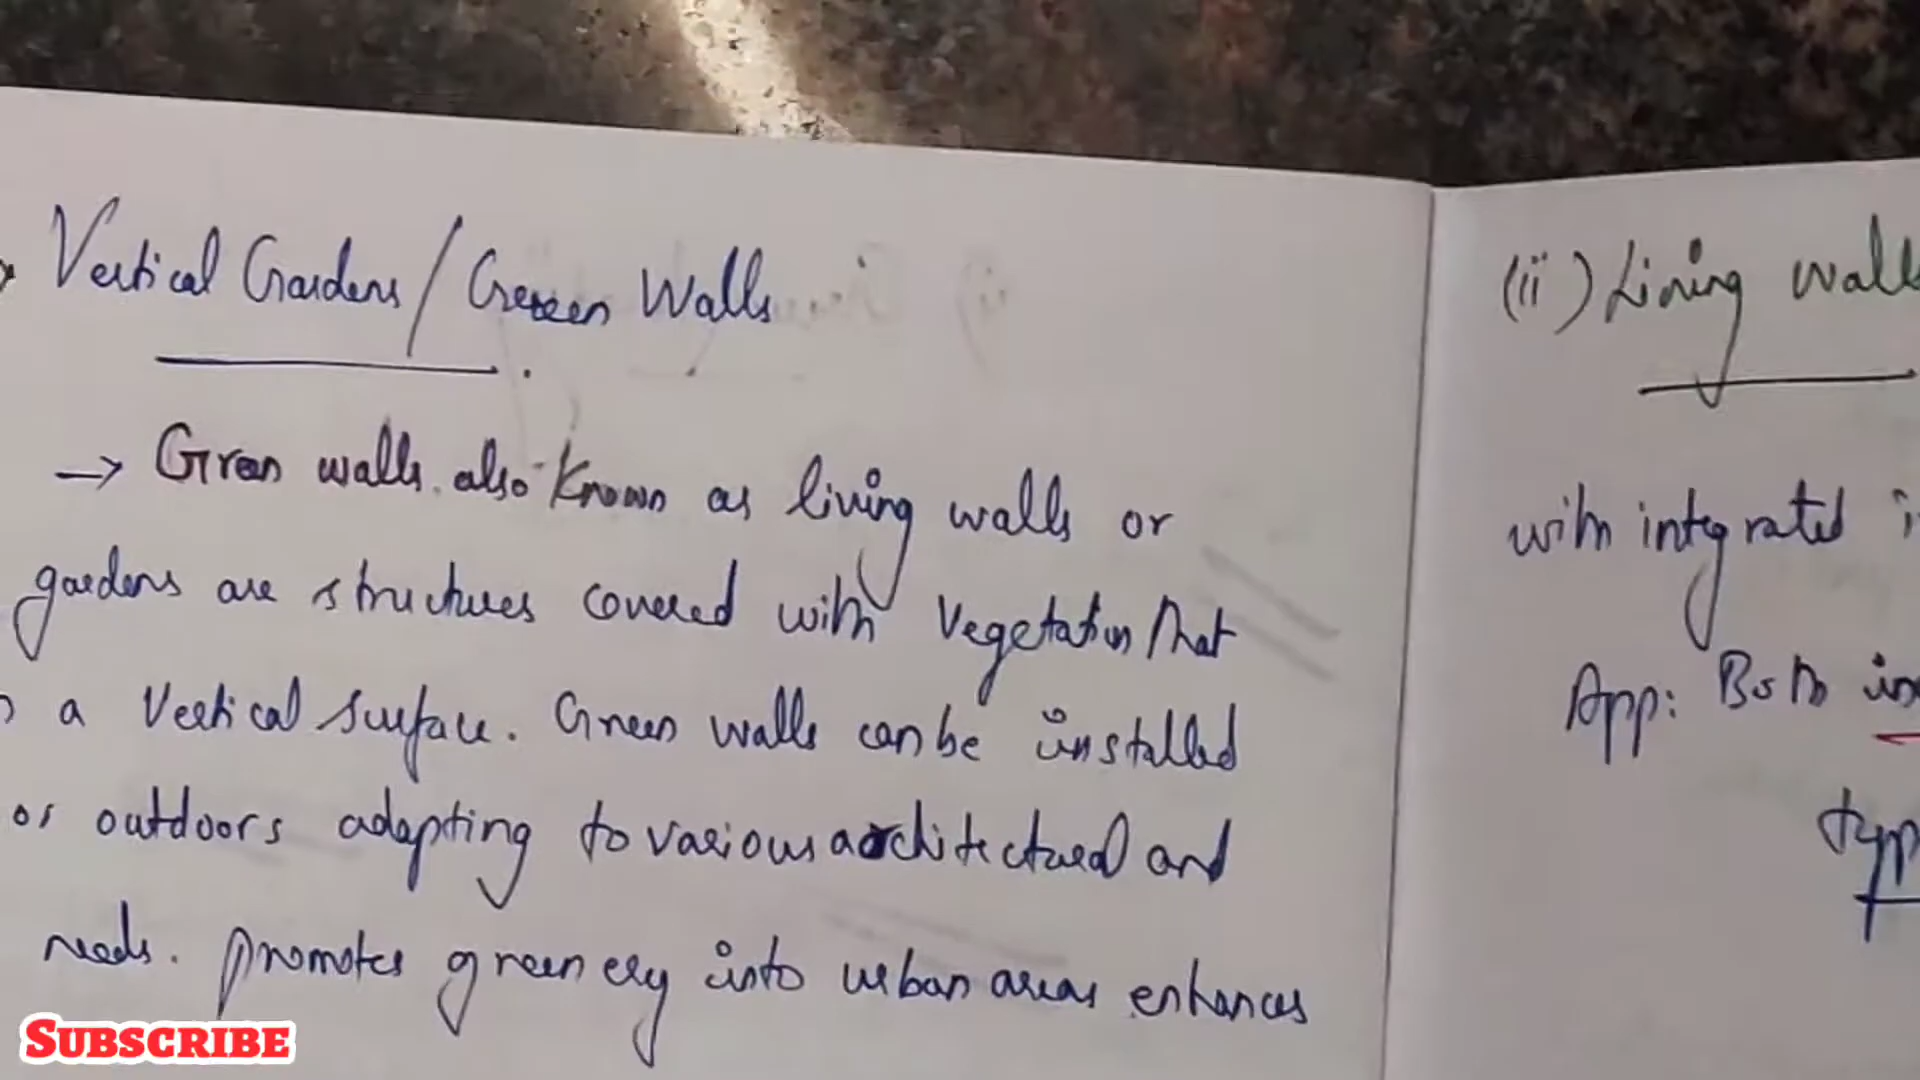 Vertical Gardens / Green Walls
→ Green walls also known as living walls or
gardens are structures covered with vegetation that
a vertical surface. Green walls can be installed
or outdoors adapting to various architectural and
needs. promotes greenery into urban areas enhances
(ii) Living walls
with integrated
App: Both
SUBSCRIBE